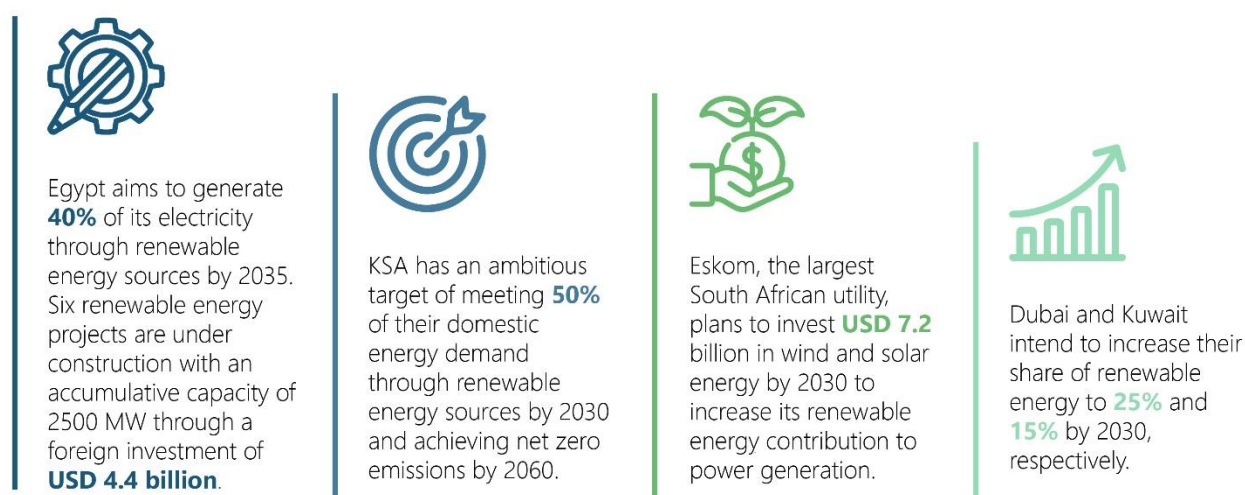 Egypt aims to generate
40% of its electricity
through renewable
energy sources by 2035.
Six renewable energy
projects are under
construction with an
accumulative capacity of
2500 MW through a
foreign investment of
USD 4.4 billion.
KSA has an ambitious
target of meeting 50%
of their domestic
energy demand
through renewable
energy sources by 2030
and achieving net zero
emissions by 2060.
$
Eskom, the largest
South African utility,
plans to invest USD 7.2
billion in wind and solar
energy by 2030 to
increase its renewable
energy contribution to
power generation.
Dubai and Kuwait
intend to increase their
share of renewable
energy to 25% and
15% by 2030,
respectively.